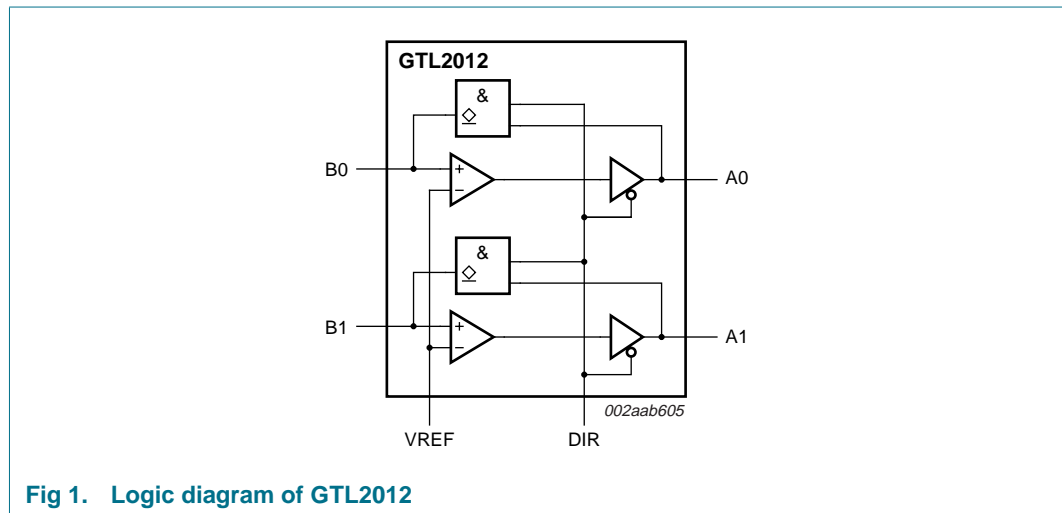 GTL2012
&
B0
+
−
A0
&
B1
+
−
A1
002aab605
VREF
DIR
Fig 1. Logic diagram of GTL2012